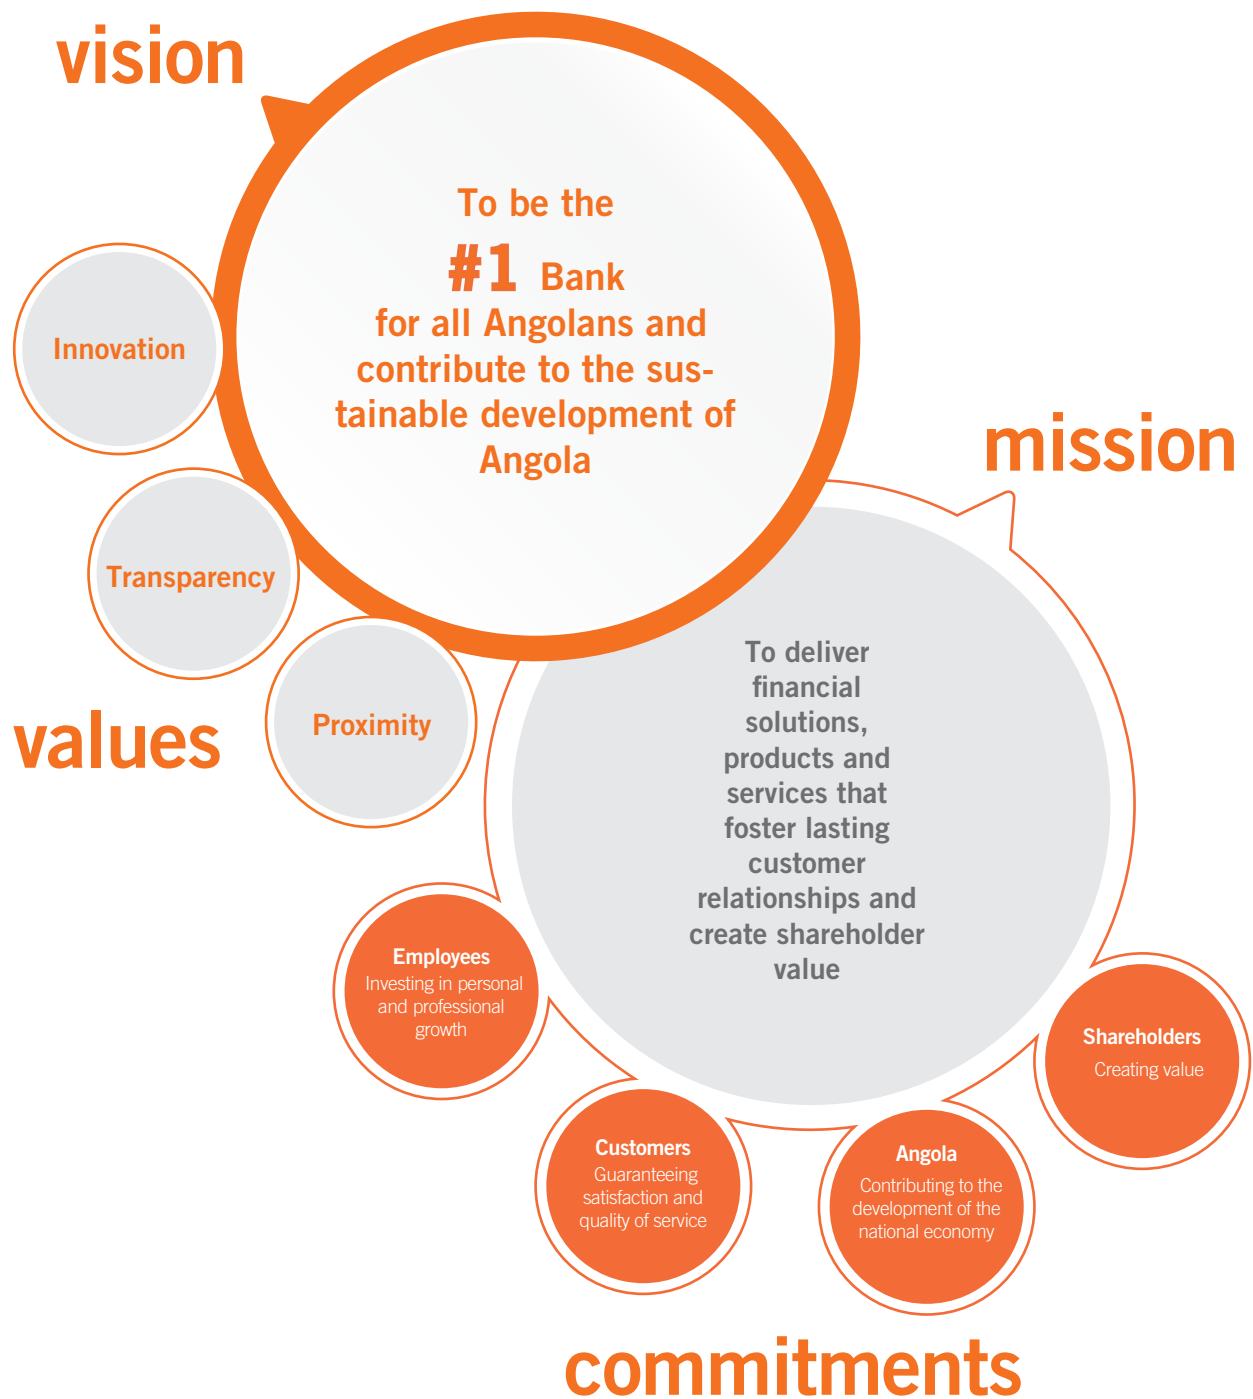 vision
To be the
#1 Bank
for all Angolans and
contribute to the sus-
tainable development of
Angola
Innovation
Transparency
Proximity
values
mission
To deliver
financial
solutions,
products and
services that
foster lasting
customer
relationships and
create shareholder
value
Employees
Investing in personal
and professional
growth
Customers
Guaranteeing
satisfaction and
quality of service
Angola
Contributing to the
development of the
national economy
Shareholders
Creating value
commitments